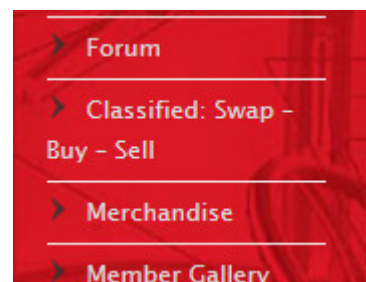 Forum
Classified: Swap –
Buy – Sell
Merchandise
Member Gallery